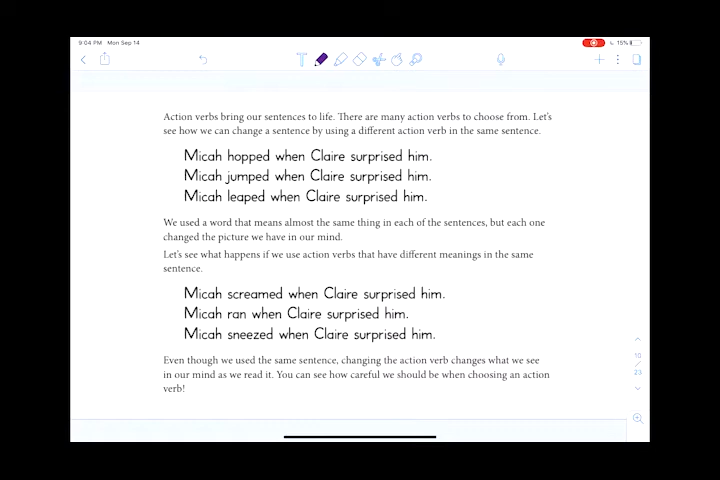 9:04 PM Mon Sep 14
15%
T
Action verbs bring our sentences to life. There are many action verbs to choose from. Let's
see how we can change a sentence by using a different action verb in the same sentence.
Micah hopped when Claire surprised him.
Micah jumped when Claire surprised him.
Micah leaped when Claire surprised him.
We used a word that means almost the same thing in each of the sentences, but each one
changed the picture we have in our mind.
Let's see what happens if we use action verbs that have different meanings in the same
sentence.
Micah screamed when Claire surprised him.
Micah ran when Claire surprised him.
Micah sneezed when Claire surprised him.
Even though we used the same sentence, changing the action verb changes what we see
in our mind as we read it. You can see how careful we should be when choosing an action
verb!
10
/
23